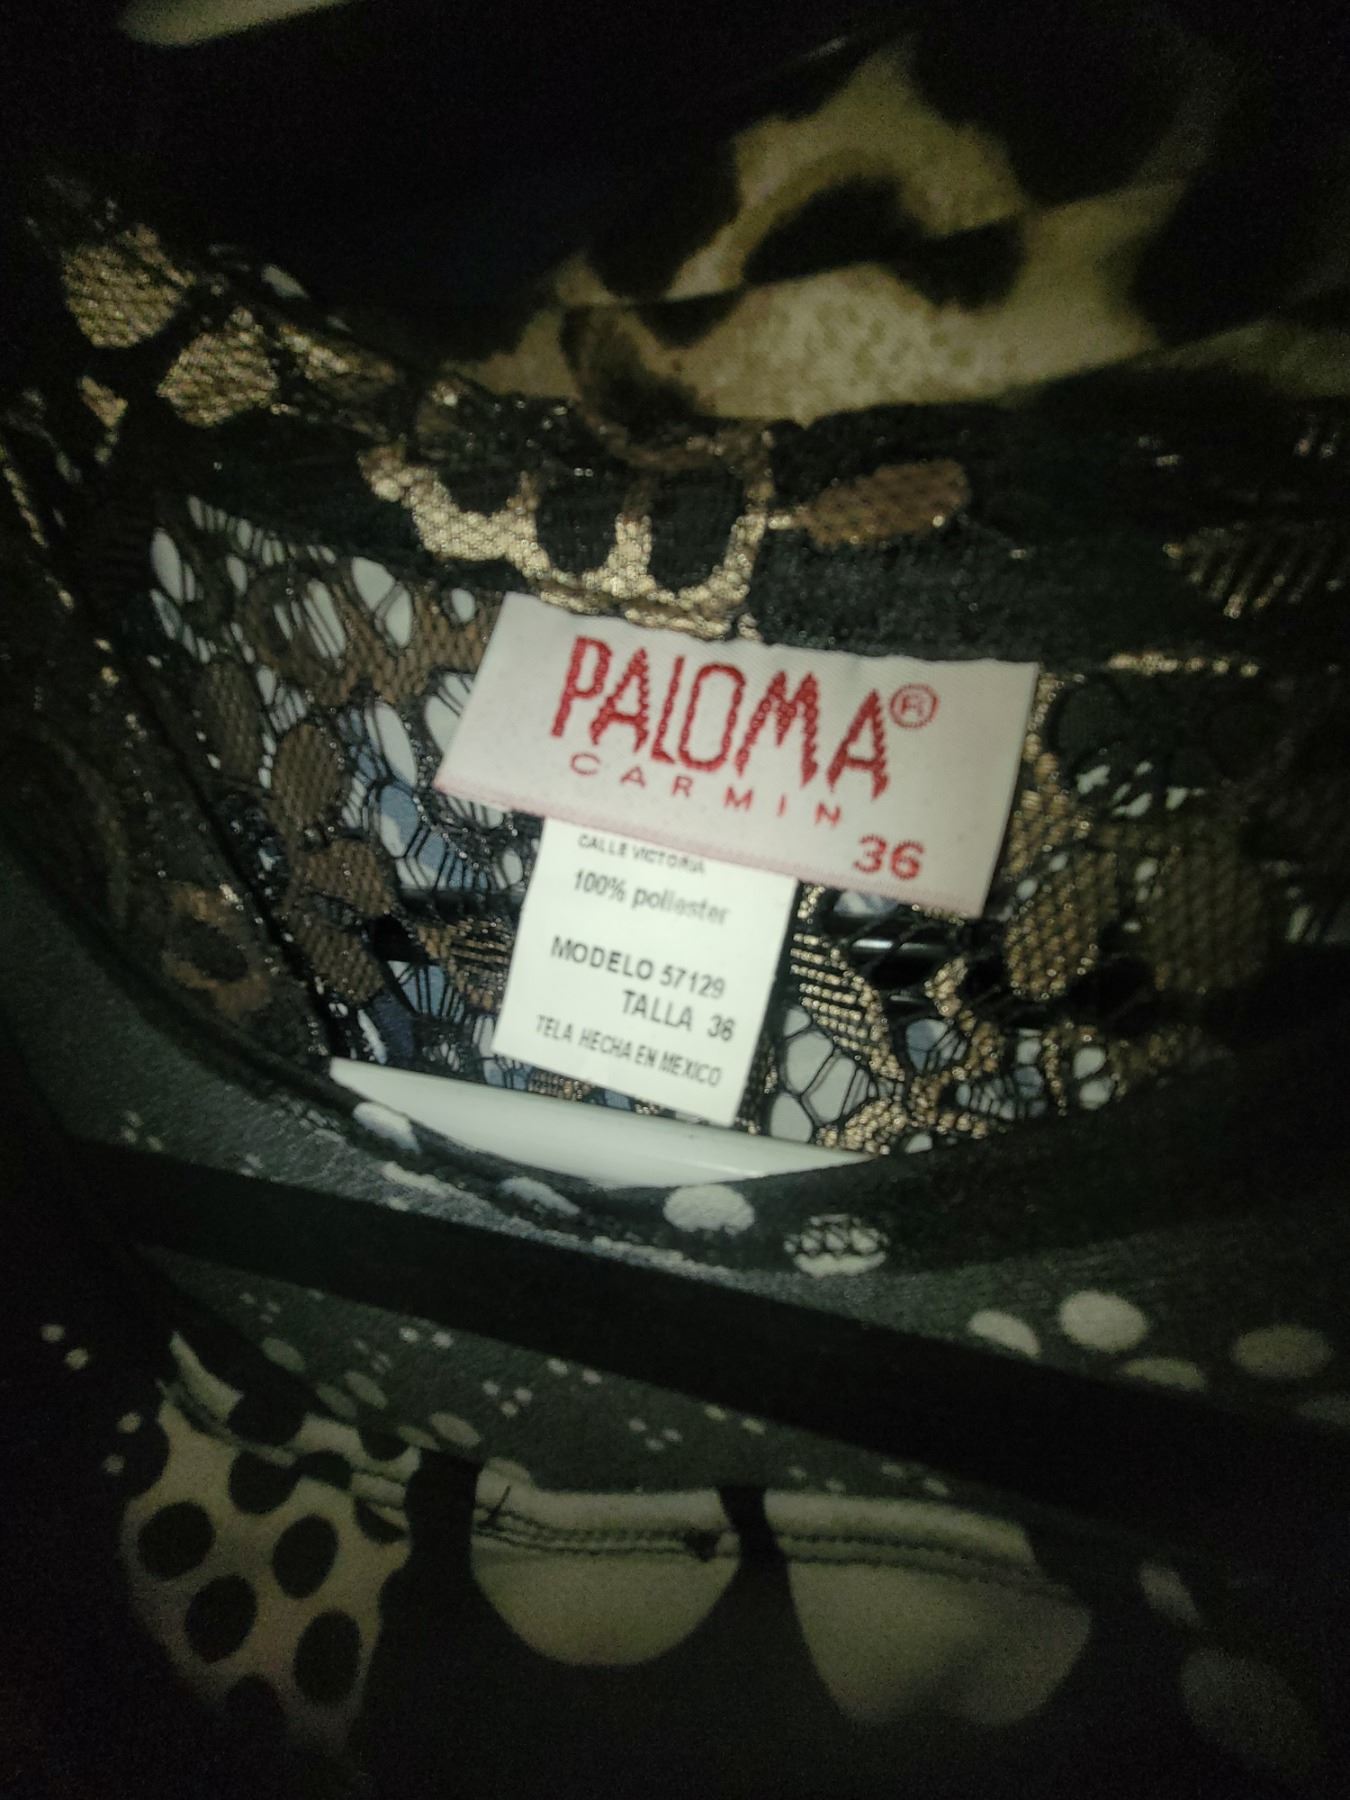 PALOMA®
CARMIN
36
CALLE VICTORIA
100% poliester
MODELO 57129
TALLA 36
TELA HECHA EN MEXICO